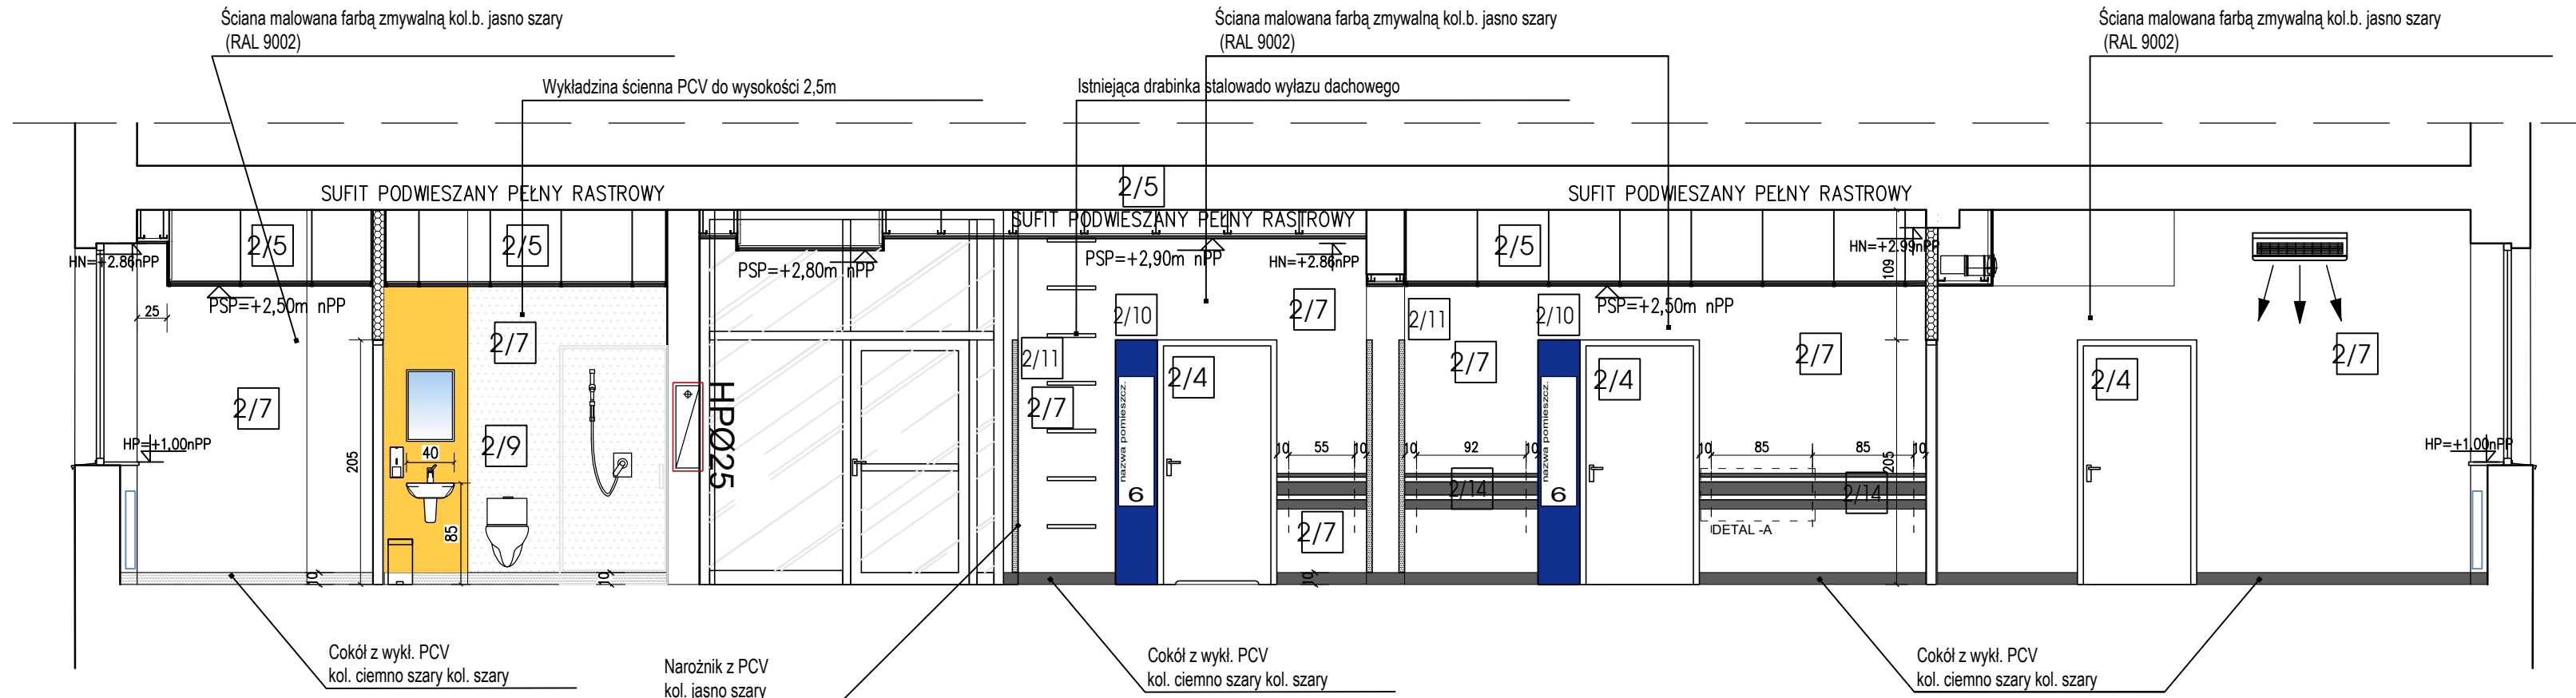 Ściana malowana farbą zmywalną kol.b. jasno szary
(RAL 9002)
Ściana malowana farbą zmywalną kol.b. jasno szary
(RAL 9002)
Ściana malowana farbą zmywalną kol.b. jasno szary
(RAL 9002)
Wykładzina ścienna PCV do wysokości 2,5m
Istniejąca drabinka stalowado wyłazu dachowego
SUFIT PODWIESZANY PEŁNY RASTROWY
2/5
SUFIT PODWIESZANY PEŁNY RASTROWY
SUFIT PODWIESZANY PEŁNY RASTROWY
2/5
2/5
2/5
HN=+2.86nPP
PSP=+2,80m nPP
PSP=+2,90m nPP
HN=+2.86nPP
HN=+2.99nPP
109
PSP=+2,50m nPP
PSP=+2,50m nPP
25
2/7
2/10
2/7
2/11
2/10
2/11
2/7
2/7
2/7
2/4
2/4
2/4
2/7
2/7
2/7
HPØ25
nazwa pomieszcz.
6
nazwa pomieszcz.
6
HP=+1.00nPP
2/9
40
205
85
10
55
10
10
92
10
10
85
85
10
205
HP=+1.00nPP
2/14
2/14
2/7
DETAL -A
10
10
10
Cokół z wykł. PCV
kol. ciemno szary kol. szary
Narożnik z PCV
kol. jasno szary
Cokół z wykł. PCV
kol. ciemno szary kol. szary
Cokół z wykł. PCV
kol. ciemno szary kol. szary